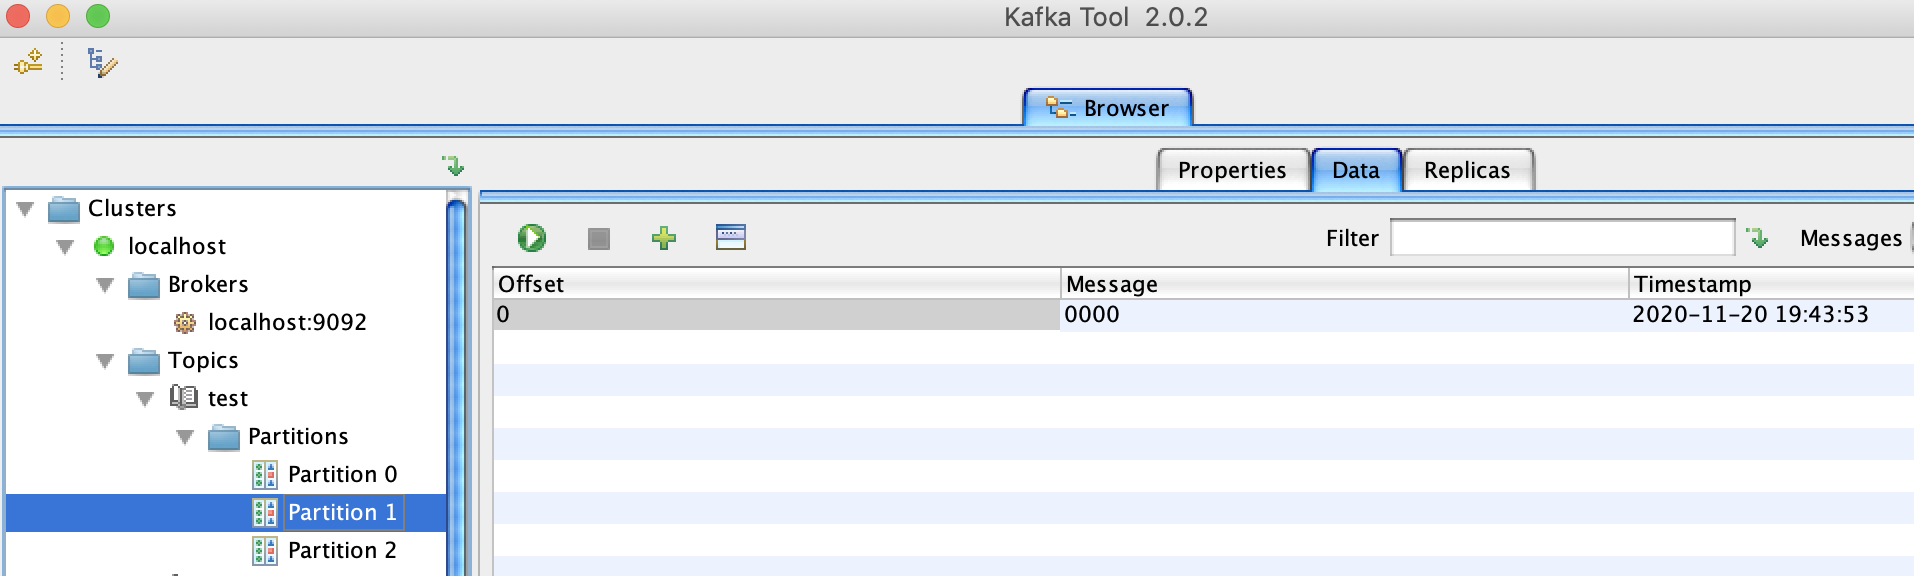 Kafka Tool 2.0.2
Browser
Properties Data Replicas
Clusters
localhost
Brokers
localhost:9092
Topics
test
Partitions
Partition 0
Partition 1
Partition 2
Filter Messages
Offset Message Timestamp
0 0000 2020-11-20 19:43:53